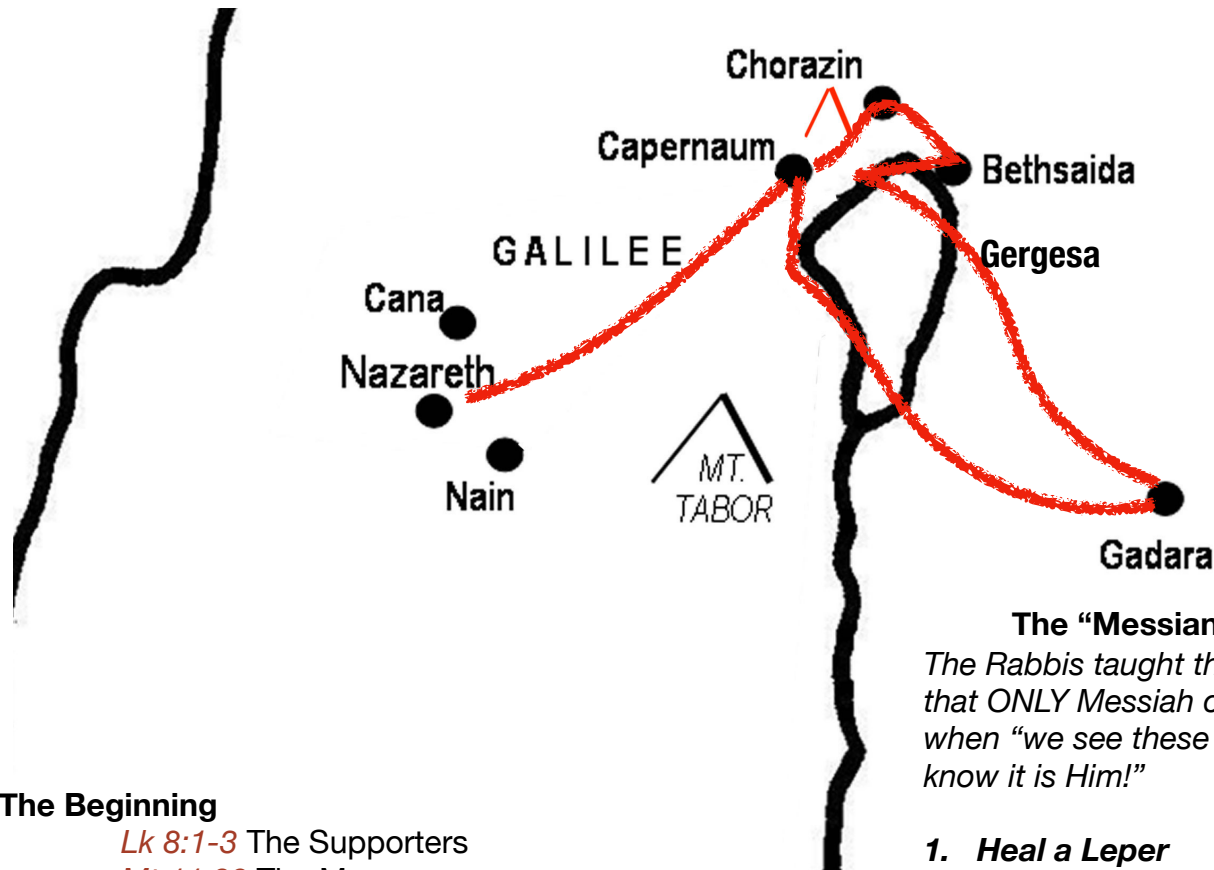 Chorazin
Capernaum
Bethsaida
GALILEE
Gergesa
Cana
Nazareth
Nain
MT.
TABOR
Gadara
The “Messian
The Rabbis taught th
that ONLY Messiah
when “we see these
know it is Him!”
1. Heal a Leper
The Beginning
Lk 8:1-3 The Supporters